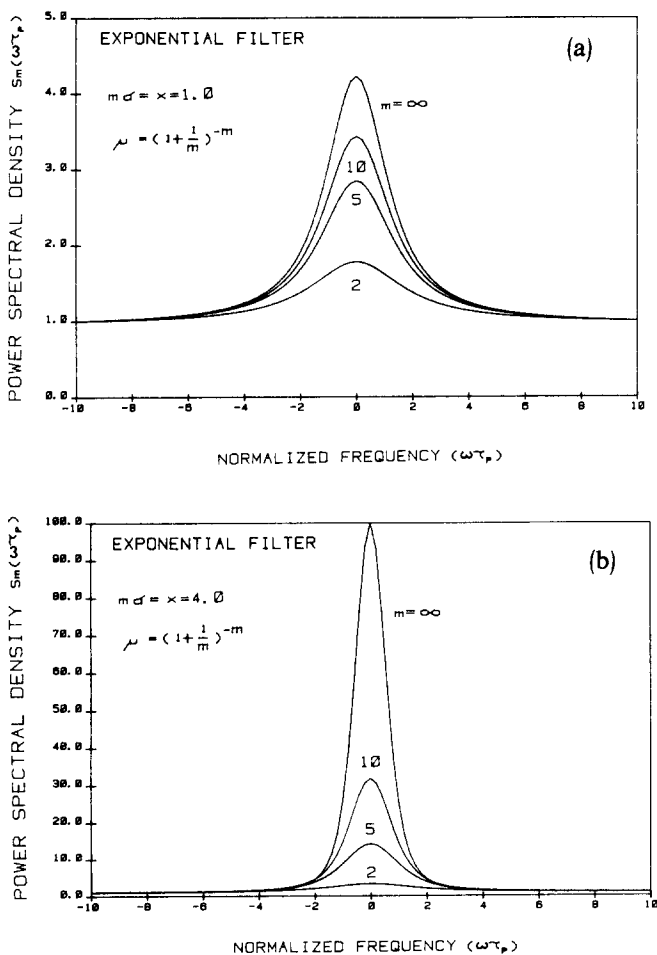 5.0
EXPONENTIAL FILTER
(a)
mσ = x = 1.0
μ = (1 + 1/m)^-m
4.0
m = ∞
3.0
10
5
2.0
2
1.0
0.0
-10 -8 -6 -4 -2 0 2 4 6 8 10
POWER SPECTRAL DENSITY Sm(ωτp)
NORMALIZED FREQUENCY (ωτp)
100.0
EXPONENTIAL FILTER
(b)
90.0
mσ = x = 4.0
80.0
m = ∞
μ = (1 + 1/m)^-m
70.0
60.0
50.0
40.0
10
30.0
20.0
5
10.0
2
0.0
-10 -8 -6 -4 -2 0 2 4 6 8 10
POWER SPECTRAL DENSITY Sm(ωτp)
NORMALIZED FREQUENCY (ωτp)